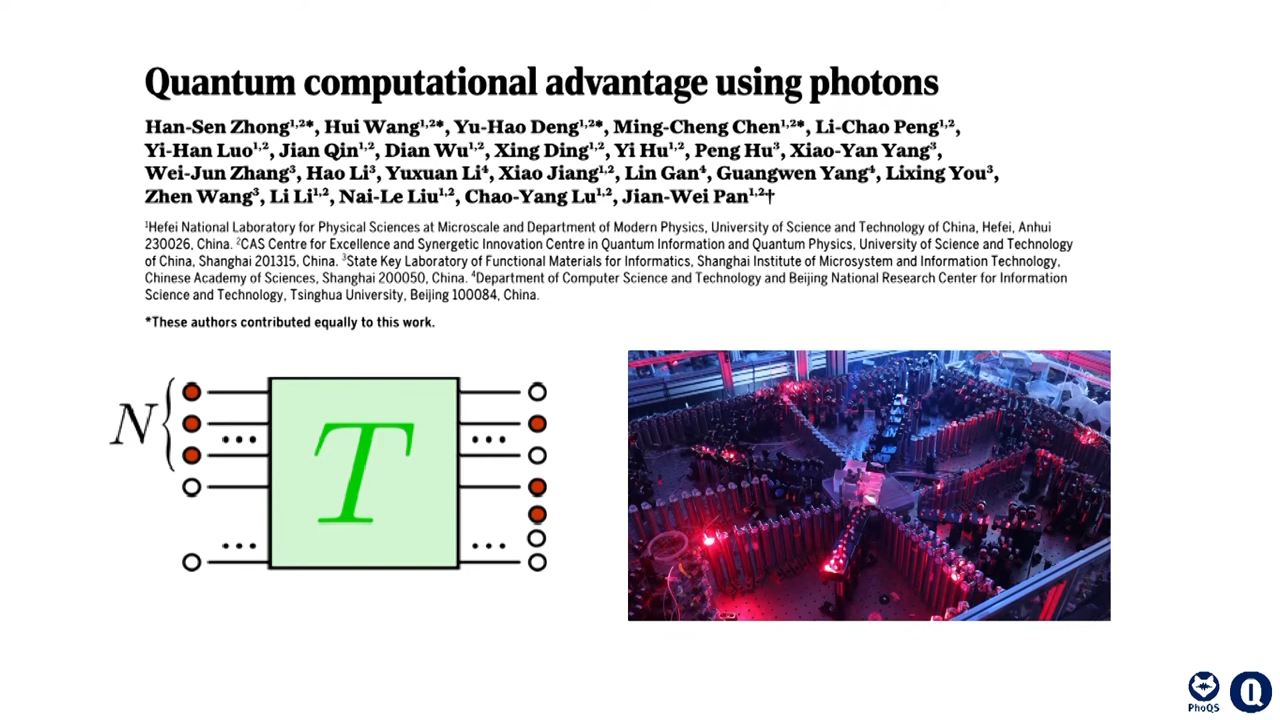 Quantum computational advantage using photons
Han-Sen Zhong¹,²*, Hui Wang¹,²*, Yu-Hao Deng¹,²*, Ming-Cheng Chen¹,²*, Li-Chao Peng¹,²,
Yi-Han Luo¹,², Jian Qin¹,², Dian Wu¹,², Xing Ding¹,², Yi Hu¹,², Peng Hu³, Xiao-Yan Yang³,
Wei-Jun Zhang³, Hao Li³, Yuxuan Li⁴, Xiao Jiang¹,², Lin Gan⁴, Guangwen Yang⁴, Lixing You³,
Zhen Wang³, Li Li¹,², Nai-Le Liu¹,², Chao-Yang Lu¹,², Jian-Wei Pan¹,²†
¹Hefei National Laboratory for Physical Sciences at Microscale and Department of Modern Physics, University of Science and Technology of China, Hefei, Anhui
230026, China. ²CAS Centre for Excellence and Synergetic Innovation Centre in Quantum Information and Quantum Physics, University of Science and Technology
of China, Shanghai 201315, China. ³State Key Laboratory of Functional Materials for Informatics, Shanghai Institute of Microsystem and Information Technology,
Chinese Academy of Sciences, Shanghai 200050, China. ⁴Department of Computer Science and Technology and Beijing National Research Center for Information
Science and Technology, Tsinghua University, Beijing 100084, China.
*These authors contributed equally to this work.
N
...
...
T
...
...
PhoQS
Q